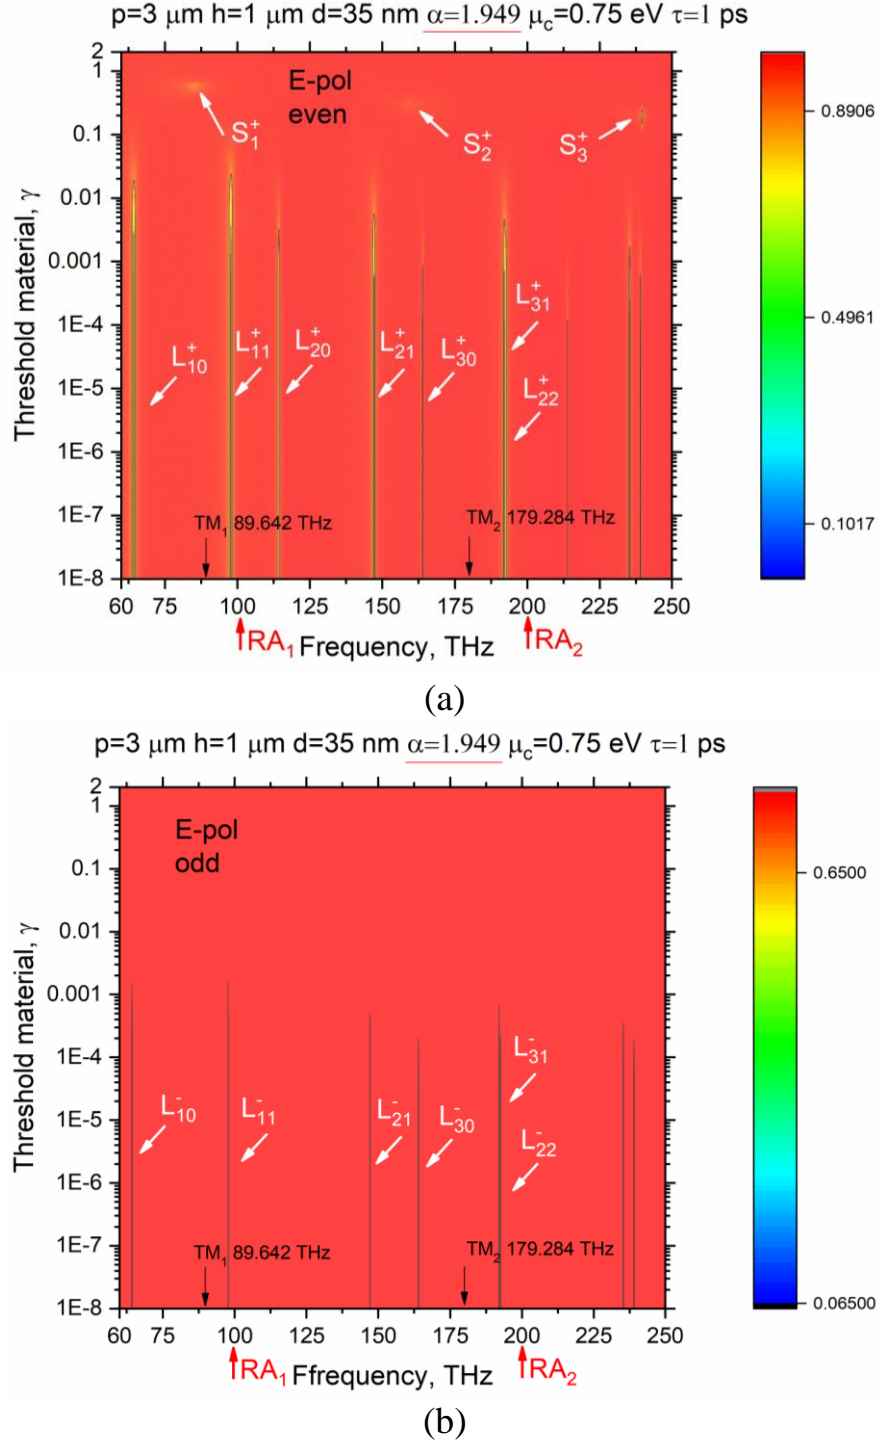 p=3 μm h=1 μm d=35 nm α=1.949 μc=0.75 eV τ=1 ps
E-pol
even
S₁⁺
S₂⁺
S₃⁺
L₁₀⁺
L₁₁⁺
L₂₀⁺
L₂₁⁺
L₃₀⁺
L₃₁⁺
L₂₂⁺
TM₁ 89.642 THz
TM₂ 179.284 THz
Threshold material, γ
2
1
0.1
0.01
0.001
1E-4
1E-5
1E-6
1E-7
1E-8
60 75 100 125 150 175 200 225 250
RA₁ Frequency, THz RA₂
0.8906
0.4961
0.1017
(a)
p=3 μm h=1 μm d=35 nm α=1.949 μc=0.75 eV τ=1 ps
E-pol
odd
L₁₀⁻
L₁₁⁻
L₂₁⁻
L₃₀⁻
L₃₁⁻
L₂₂⁻
TM₁ 89.642 THz
TM₂ 179.284 THz
Threshold material, γ
2
1
0.1
0.01
0.001
1E-4
1E-5
1E-6
1E-7
1E-8
60 75 100 125 150 175 200 225 250
RA₁ Ffrequency, THz RA₂
0.6500
0.06500
(b)